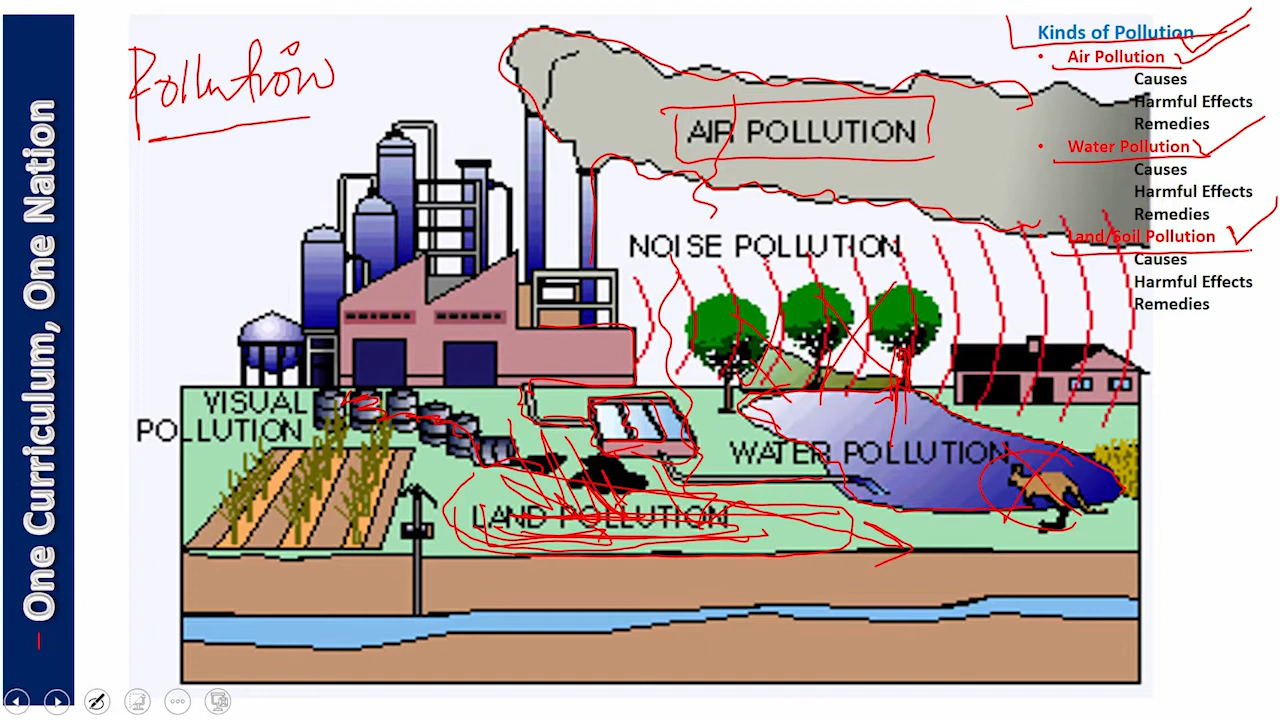 One Curriculum, One Nation
Pollution
AIR POLLUTION
NOISE POLLUTION
VISUAL
POLLUTION
WATER POLLUTION
LAND POLLUTION
Kinds of Pollution
• Air Pollution
Causes
Harmful Effects
Remedies
• Water Pollution
Causes
Harmful Effects
Remedies
• Land/Soil Pollution
Causes
Harmful Effects
Remedies